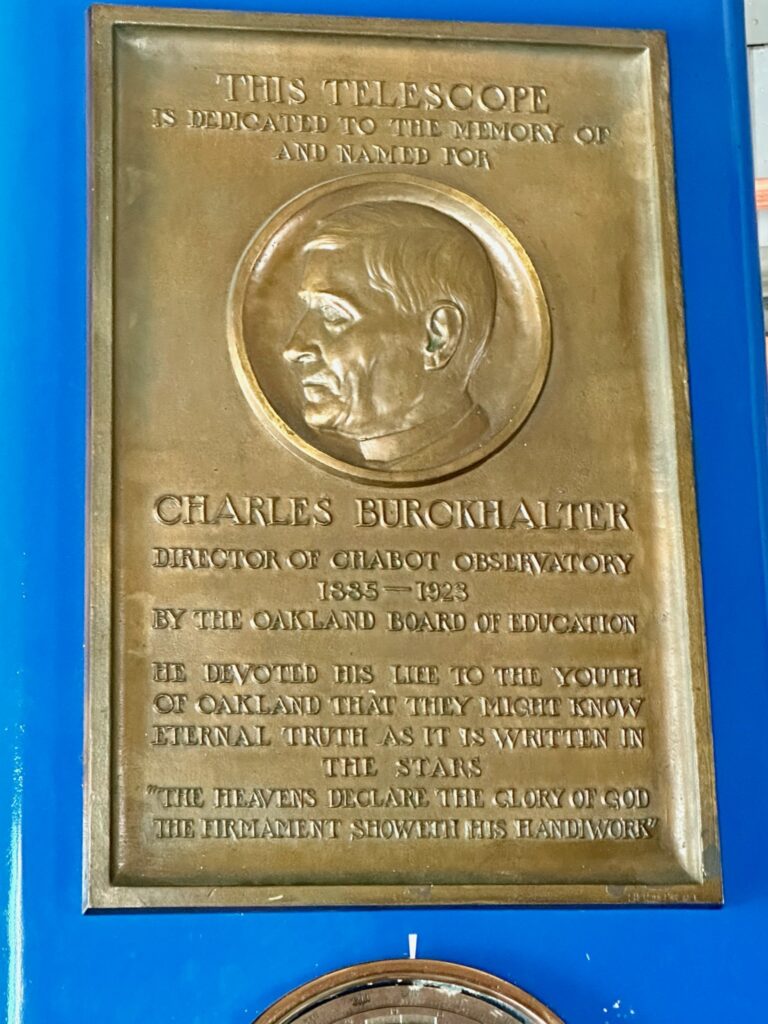 THIS TELESCOPE
IS DEDICATED TO THE MEMORY OF
AND NAMED FOR
CHARLES BURCKHALTER
DIRECTOR OF CHABOT OBSERVATORY
1885—1923
BY THE OAKLAND BOARD OF EDUCATION
HE DEVOTED HIS LIFE TO THE YOUTH
OF OAKLAND THAT THEY MIGHT KNOW
ETERNAL TRUTH AS IT IS WRITTEN IN
THE STARS
"THE HEAVENS DECLARE THE GLORY OF GOD
THE FIRMAMENT SHOWETH HIS HANDIWORK"